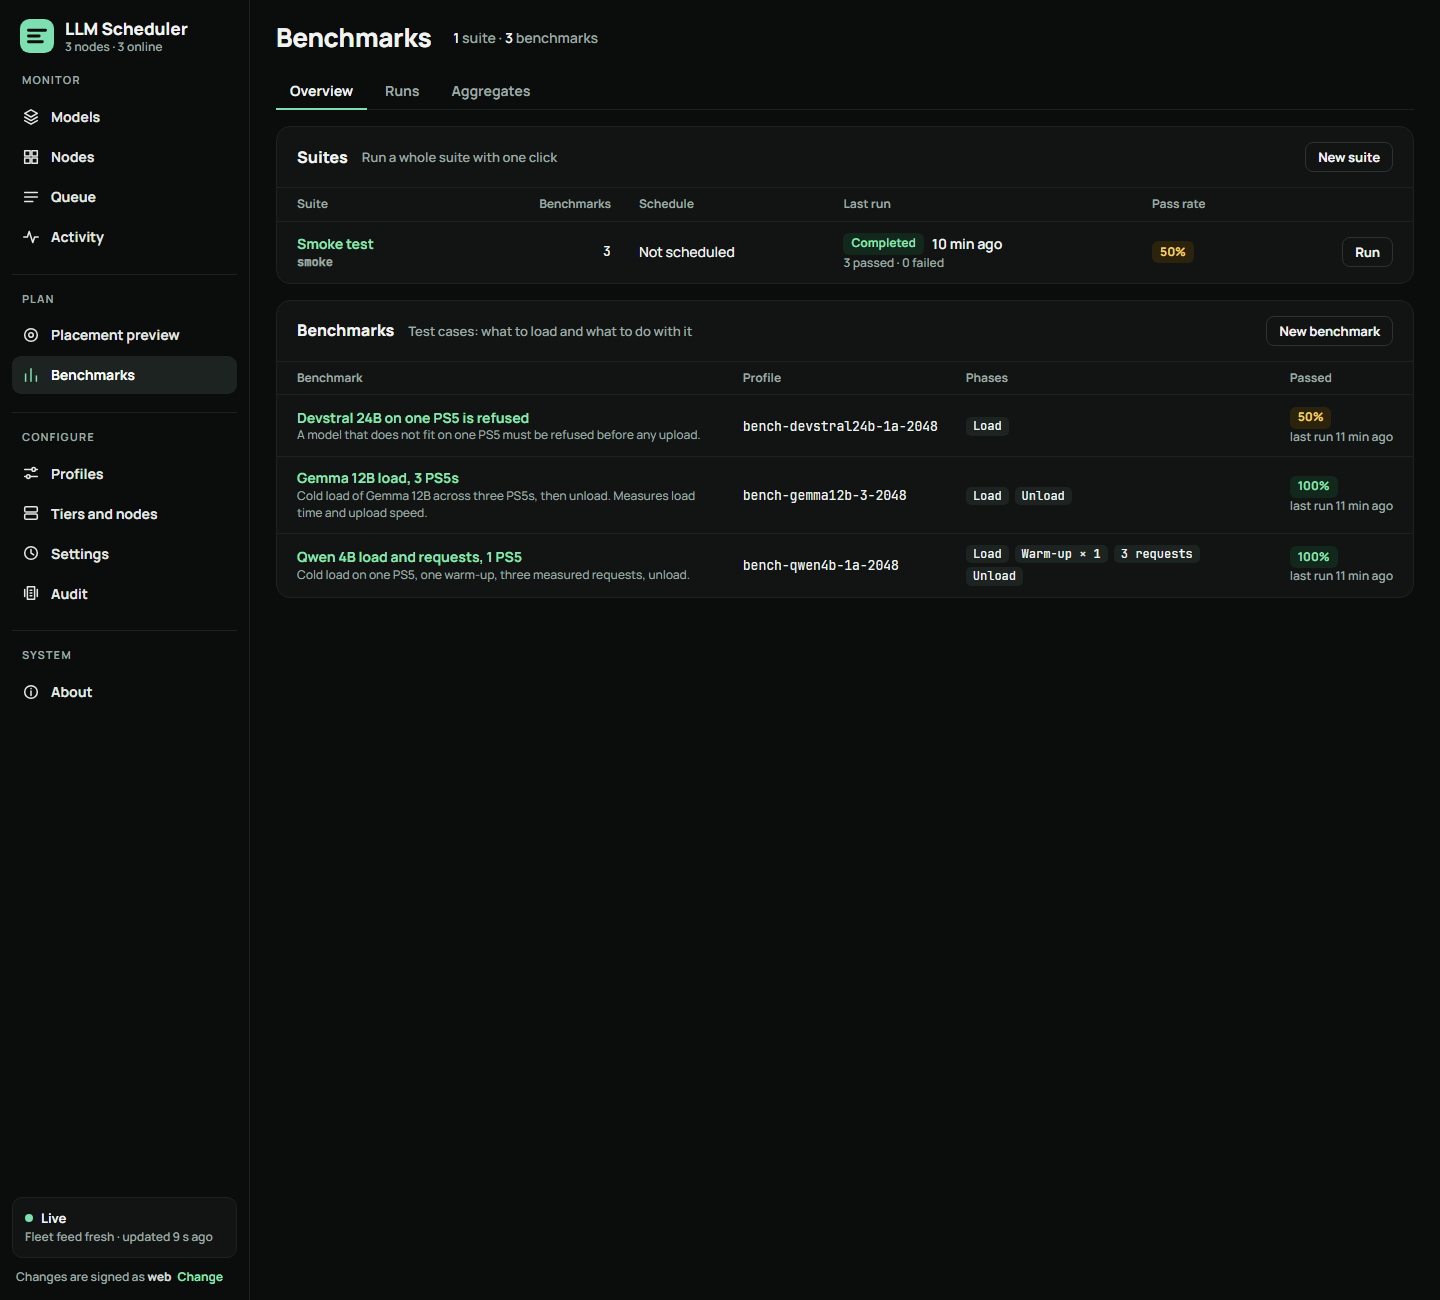 LLM Scheduler
3 nodes · 3 online
MONITOR
Models
Nodes
Queue
Activity
PLAN
Placement preview
Benchmarks
CONFIGURE
Profiles
Tiers and nodes
Settings
Audit
SYSTEM
About
Live
Fleet feed fresh · updated 9 s ago
Changes are signed as web Change
Benchmarks 1 suite · 3 benchmarks
Overview Runs Aggregates
Suites Run a whole suite with one click New suite
Suite Benchmarks Schedule Last run Pass rate
Smoke test 3 Not scheduled Completed 10 min ago 50% Run
smoke 3 passed · 0 failed
Benchmarks Test cases: what to load and what to do with it New benchmark
Benchmark Profile Phases Passed
Devstral 24B on one PS5 is refused bench-devstral24b-1a-2048 Load 50%
A model that does not fit on one PS5 must be refused before any upload. last run 11 min ago
Gemma 12B load, 3 PS5s bench-gemma12b-3-2048 Load Unload 100%
Cold load of Gemma 12B across three PS5s, then unload. Measures load last run 11 min ago
time and upload speed.
Qwen 4B load and requests, 1 PS5 bench-qwen4b-1a-2048 Load Warm-up × 1 3 requests 100%
Cold load on one PS5, one warm-up, three measured requests, unload. Unload last run 11 min ago